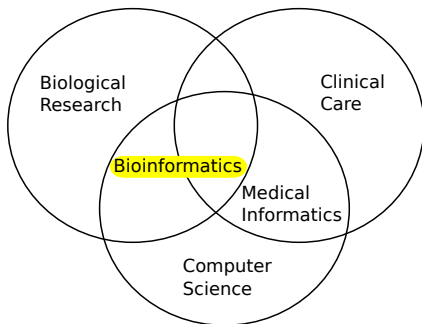 Biological
Research
Clinical
Care
Bioinformatics
Medical
Informatics
Computer
Science